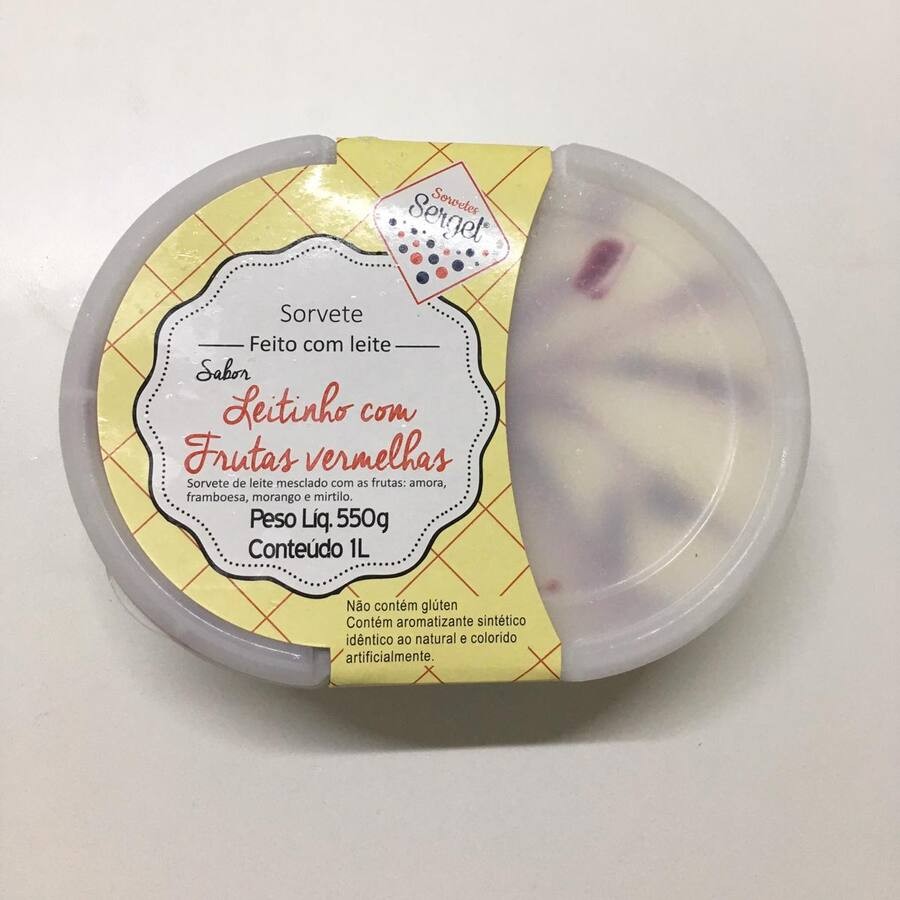 Sorvetes
Sergel
Sorvete
Feito com leite
Sabor
Leitinho com
Frutas vermelhas
Sorvete de leite mesclado com as frutas: amora,
framboesa, morango e mirtilo.
Peso Líq. 550g
Conteúdo 1L
Não contém glúten
Contém aromatizante sintético
idêntico ao natural e colorido
artificialmente.